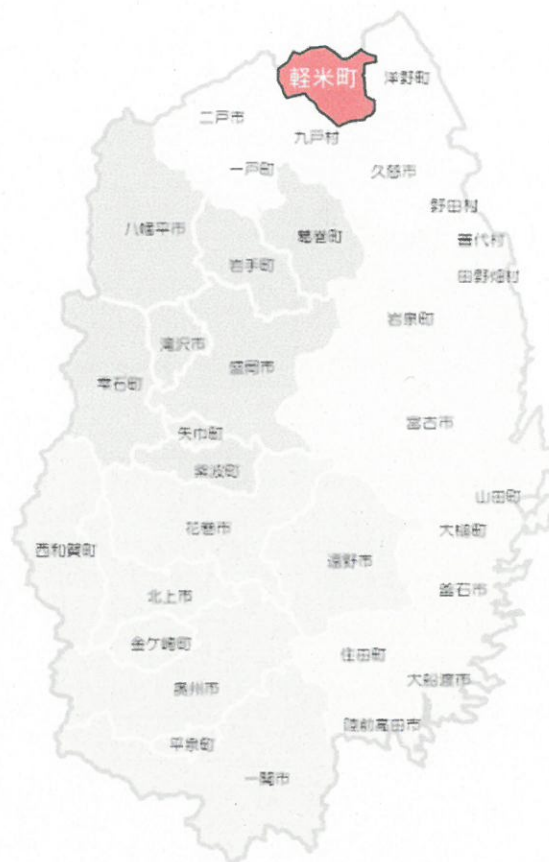 軽米町
洋野町
二戸市
九戸村
一戸町
久慈市
野田村
八幡平市
葛巻町
普代村
岩手町
田野畑村
岩泉町
滝沢市
盛岡市
雫石町
宮古市
矢巾町
紫波町
山田町
花巻市
大槌町
西和賀町
遠野市
釜石市
北上市
金ケ崎町
住田町
大船渡市
奥州市
陸前高田市
平泉町
一関市